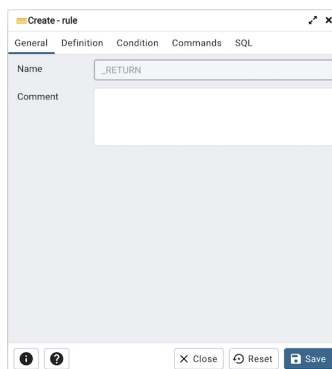 Create - rule
General Definition Condition Commands SQL
Name _RETURN
Comment
Close Reset Save